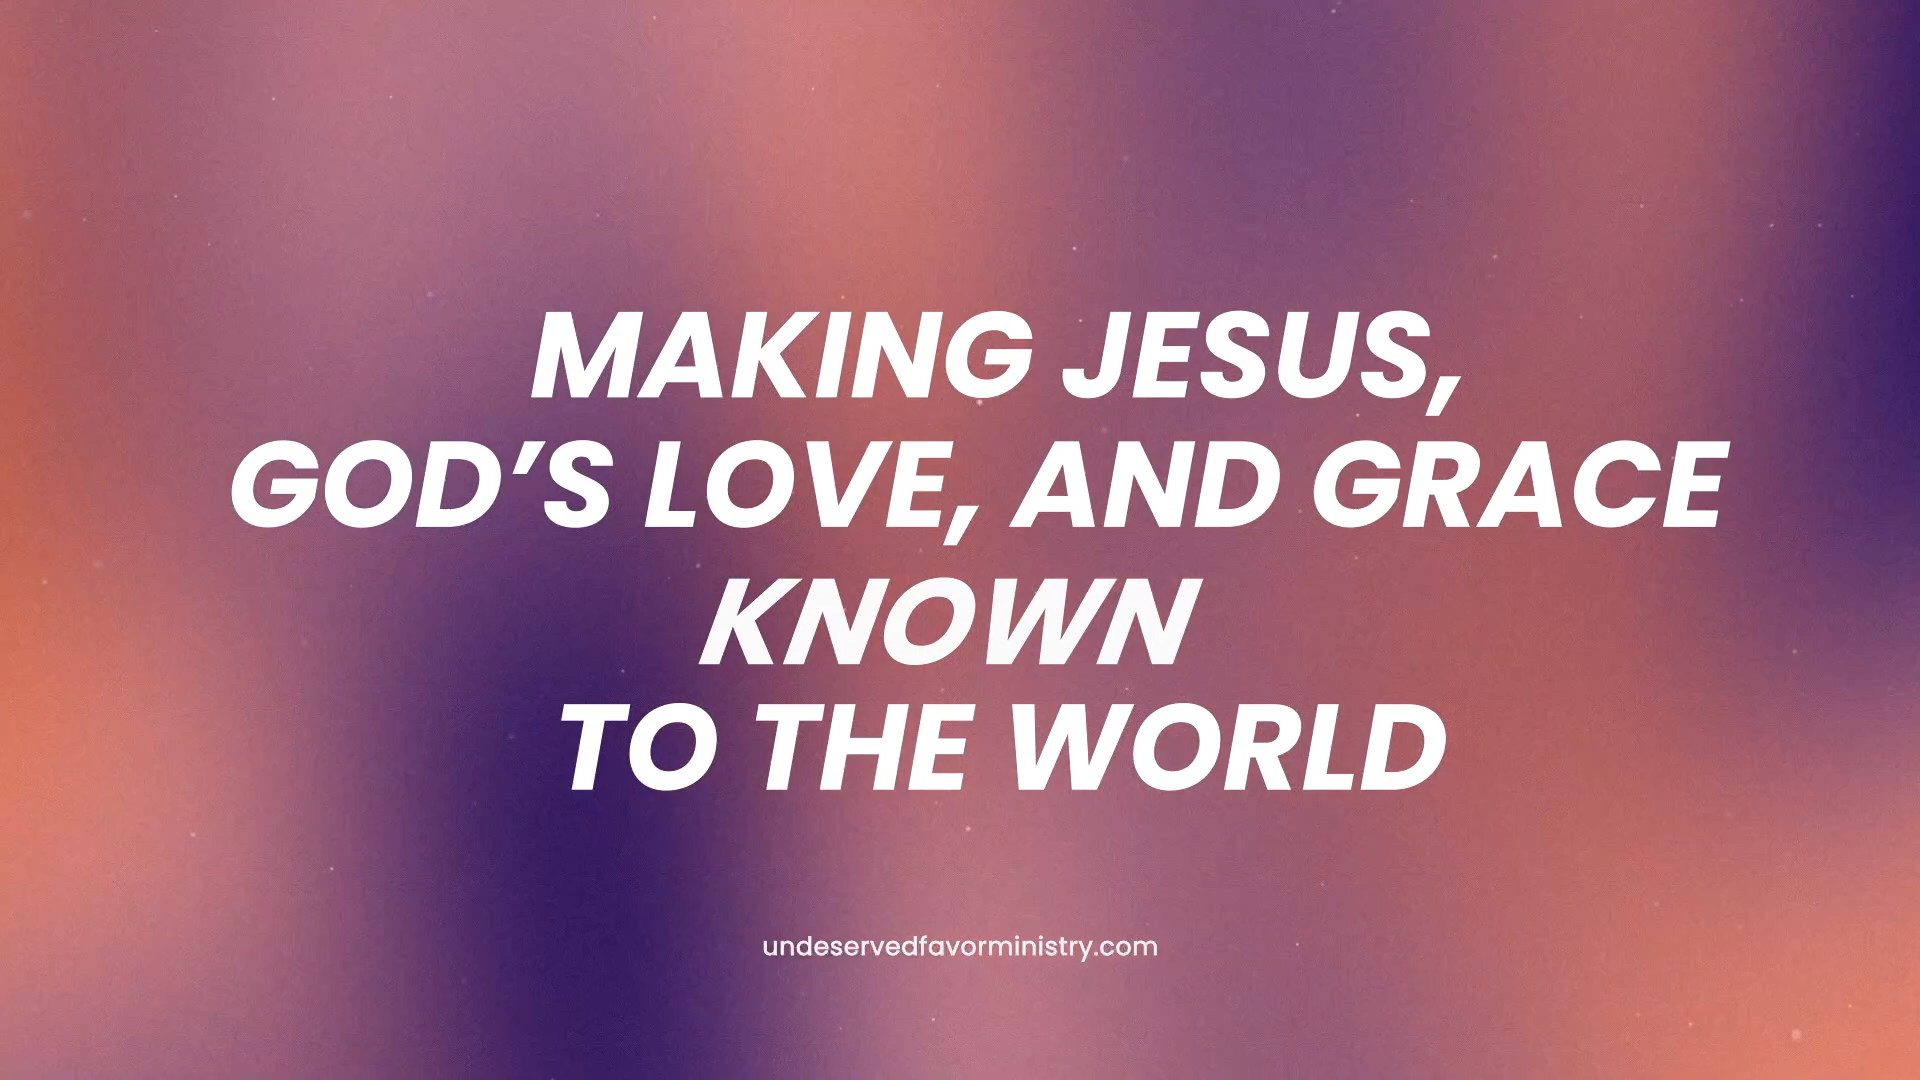 MAKING JESUS,
GOD’S LOVE, AND GRACE
KNOWN
TO THE WORLD
undeservedfavorministry.com